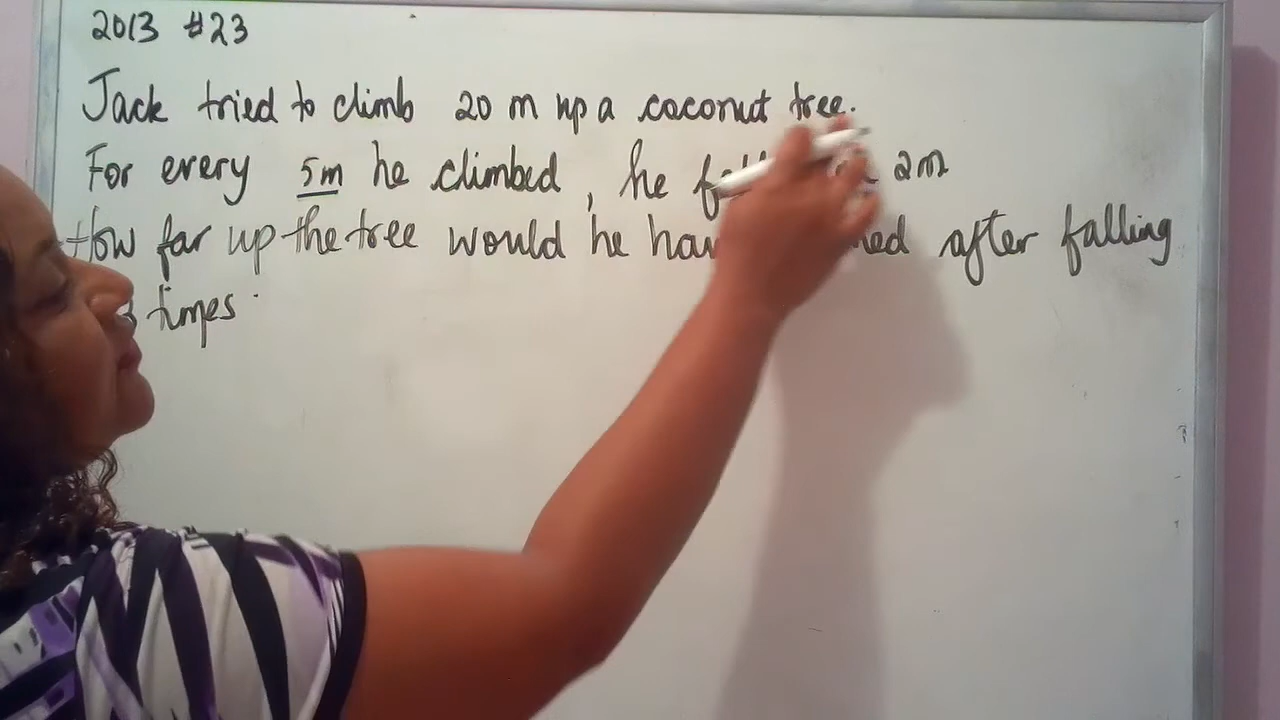 2013 #23
Jack tried to climb 20 m up a coconut tree.
For every 5m he climbed, he 2m
How far up the tree would he after falling
times.